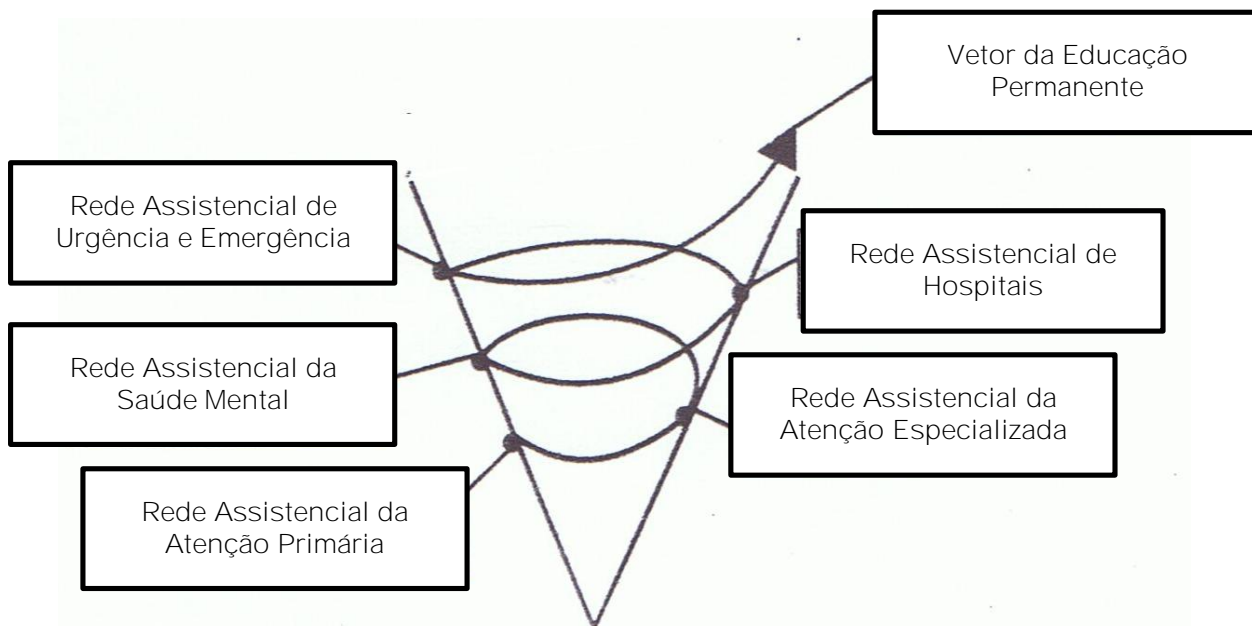 Vetor da Educação
Permanente
Rede Assistencial de
Urgência e Emergência
Rede Assistencial de
Hospitais
Rede Assistencial da
Saúde Mental
Rede Assistencial da
Atenção Especializada
Rede Assistencial da
Atenção Primária